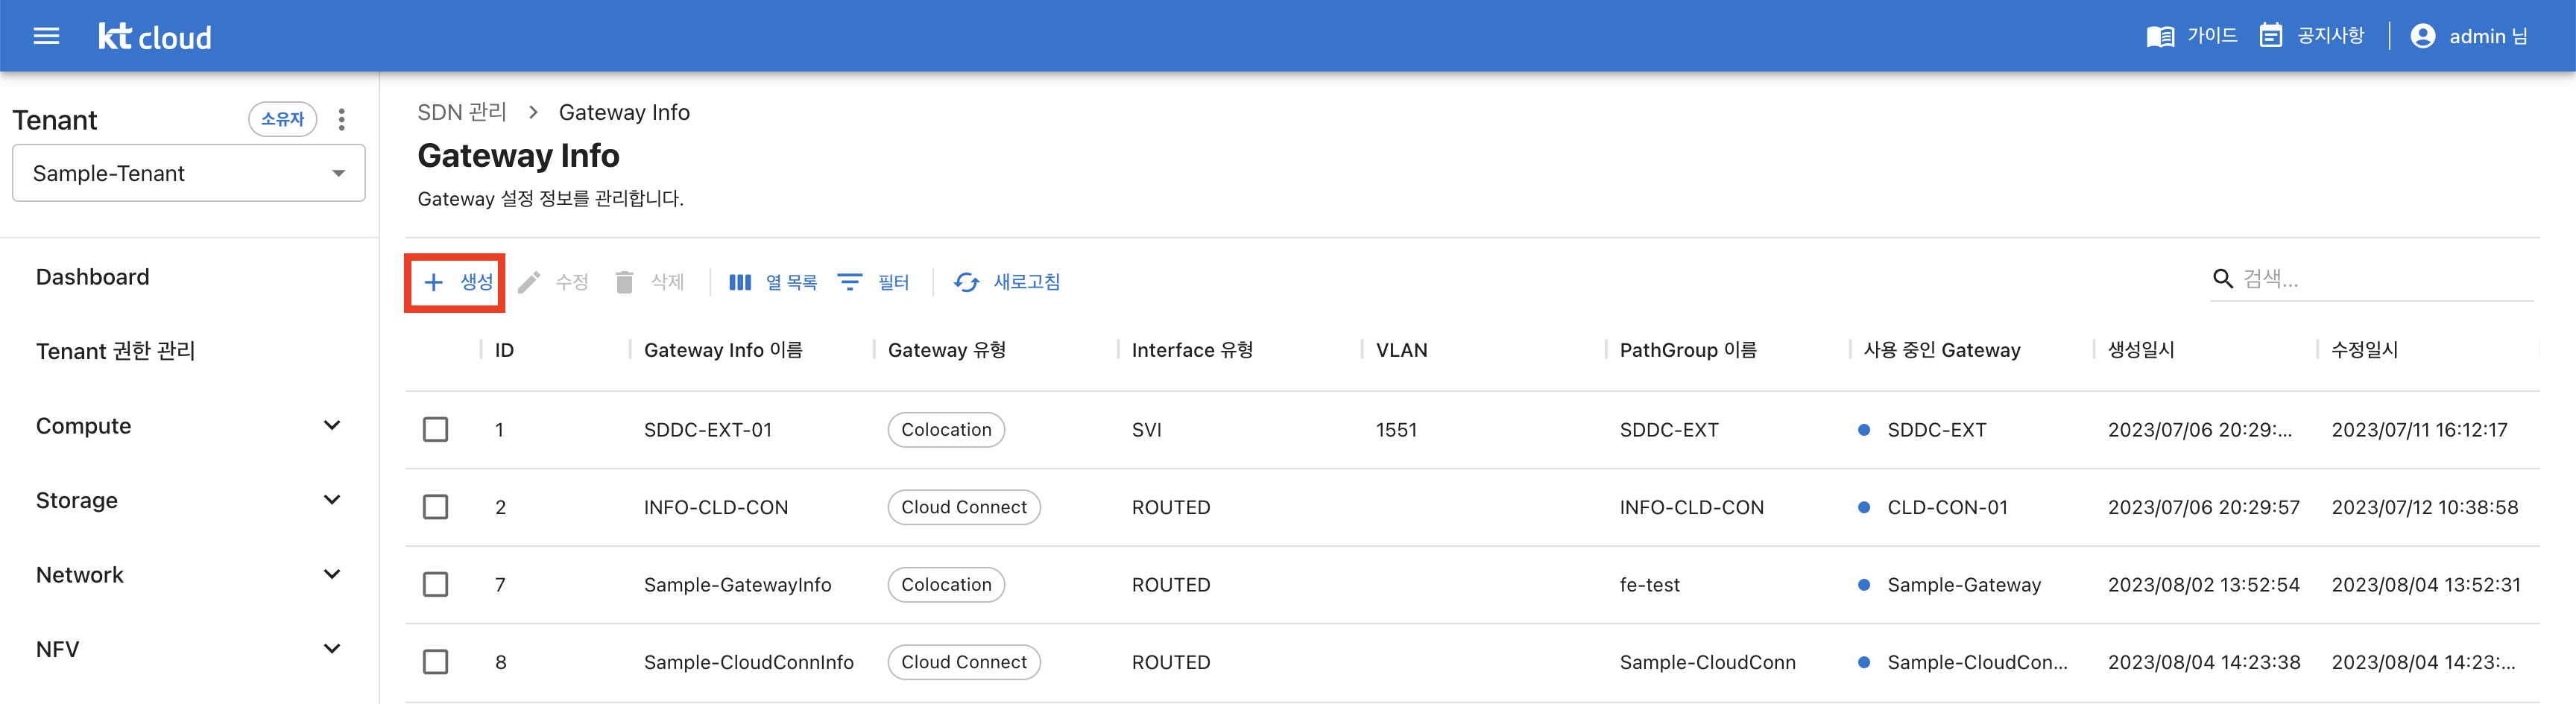 kt cloud
가이드 공지사항 admin 님
Tenant 소유자
Sample-Tenant
Dashboard
Tenant 권한 관리
Compute
Storage
Network
NFV
SDN 관리 > Gateway Info
Gateway Info
Gateway 설정 정보를 관리합니다.
+ 생성 수정 삭제 열 목록 필터 새로고침 검색...
ID Gateway Info 이름 Gateway 유형 Interface 유형 VLAN PathGroup 이름 사용 중인 Gateway 생성일시 수정일시
1 SDDC-EXT-01 Colocation SVI 1551 SDDC-EXT SDDC-EXT 2023/07/06 20:29:... 2023/07/11 16:12:17
2 INFO-CLD-CON Cloud Connect ROUTED INFO-CLD-CON CLD-CON-01 2023/07/06 20:29:57 2023/07/12 10:38:58
7 Sample-GatewayInfo Colocation ROUTED fe-test Sample-Gateway 2023/08/02 13:52:54 2023/08/04 13:52:31
8 Sample-CloudConnInfo Cloud Connect ROUTED Sample-CloudConn Sample-CloudCon... 2023/08/04 14:23:38 2023/08/04 14:23:...